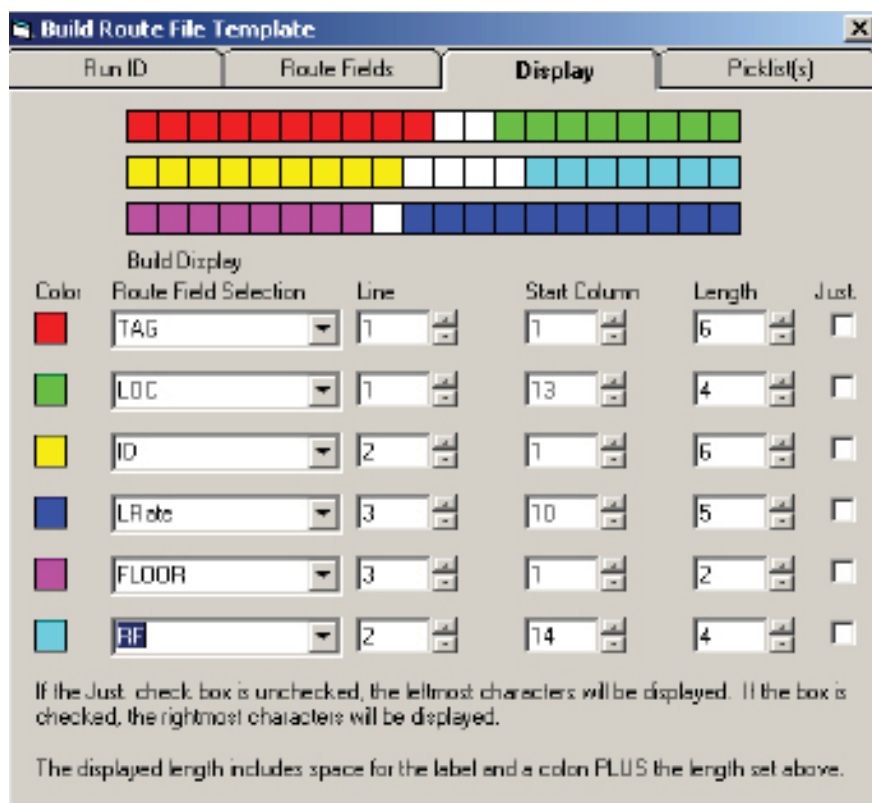 Build Route File Template
Run ID Route Fields Display Picklist(s)
Build Display
Color Route Field Selection Line Start Column Length Just.
TAG 1 1 6
LOC 1 13 4
ID 2 1 6
LRate 3 10 5
FLOOR 3 1 2
RF 2 14 4
If the Just. check box is unchecked, the leftmost characters will be displayed. If the box is
checked, the rightmost characters will be displayed.
The displayed length includes space for the label and a colon PLUS the length set above.